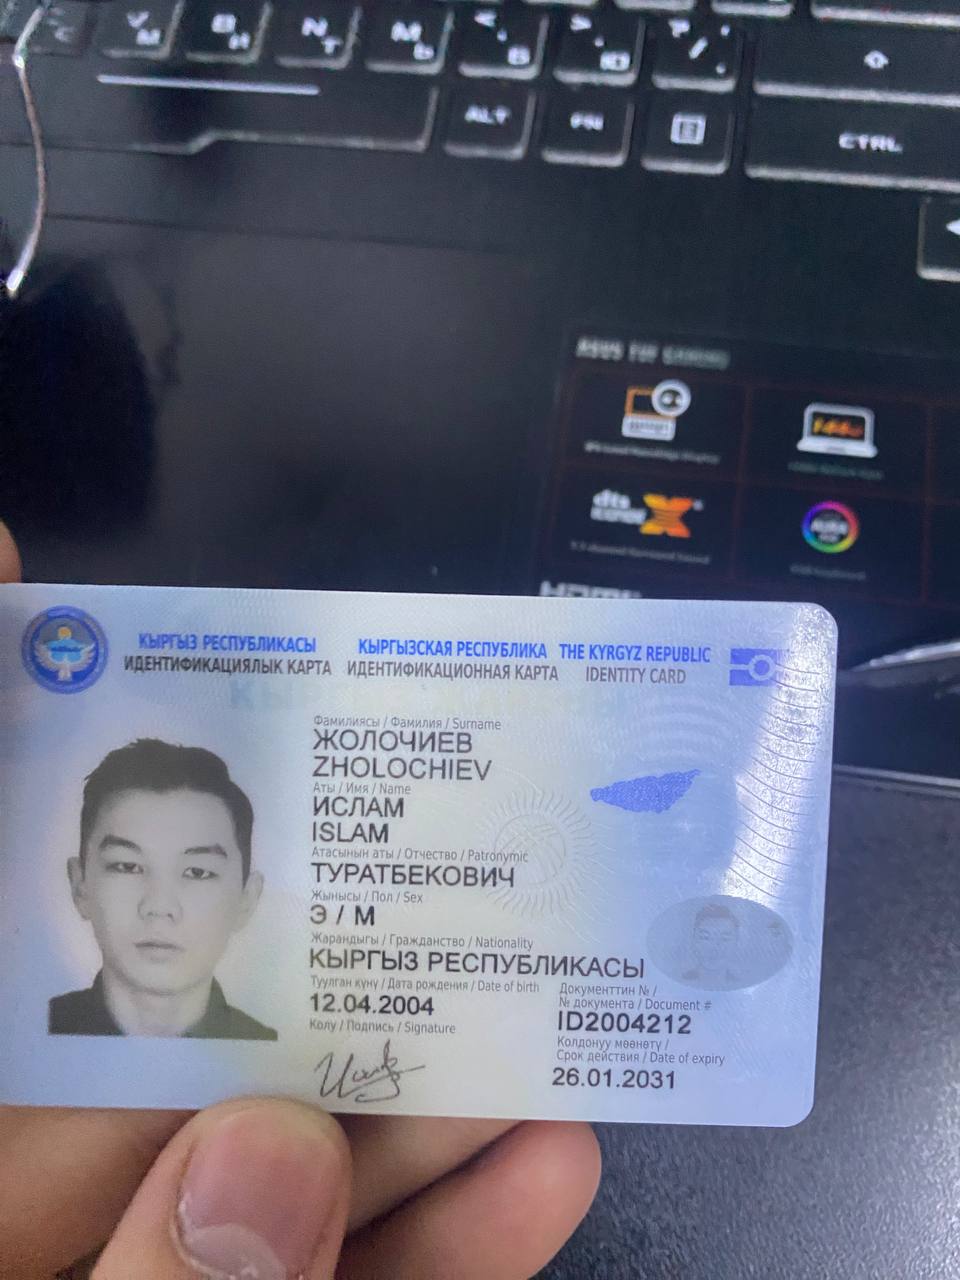 ALT
FN
CTRL
ASUS TUF GAMING
dts
X
КЫРГЫЗ РЕСПУБЛИКАСЫ КЫРГЫЗСКАЯ РЕСПУБЛИКА THE KYRGYZ REPUBLIC
ИДЕНТИФИКАЦИЯЛЫК КАРТА ИДЕНТИФИКАЦИОННАЯ КАРТА IDENTITY CARD
Фамилиясы / Фамилия / Surname
ЖОЛОЧИЕВ
ZHOLOCHIEV
Аты / Имя / Name
ИСЛАМ
ISLAM
Атасынын аты / Отчество / Patronymic
ТУРАТБЕКОВИЧ
Жынысы / Пол / Sex
Э / М
Жарандыгы / Гражданство / Nationality
КЫРГЫЗ РЕСПУБЛИКАСЫ
Туулган күнү / Дата рождения / Date of birth
12.04.2004
Документтин № /
№ документа / Document #
ID2004212
Колу / Подпись / Signature
Колдонуу мөөнөтү /
Срок действия / Date of expiry
26.01.2031